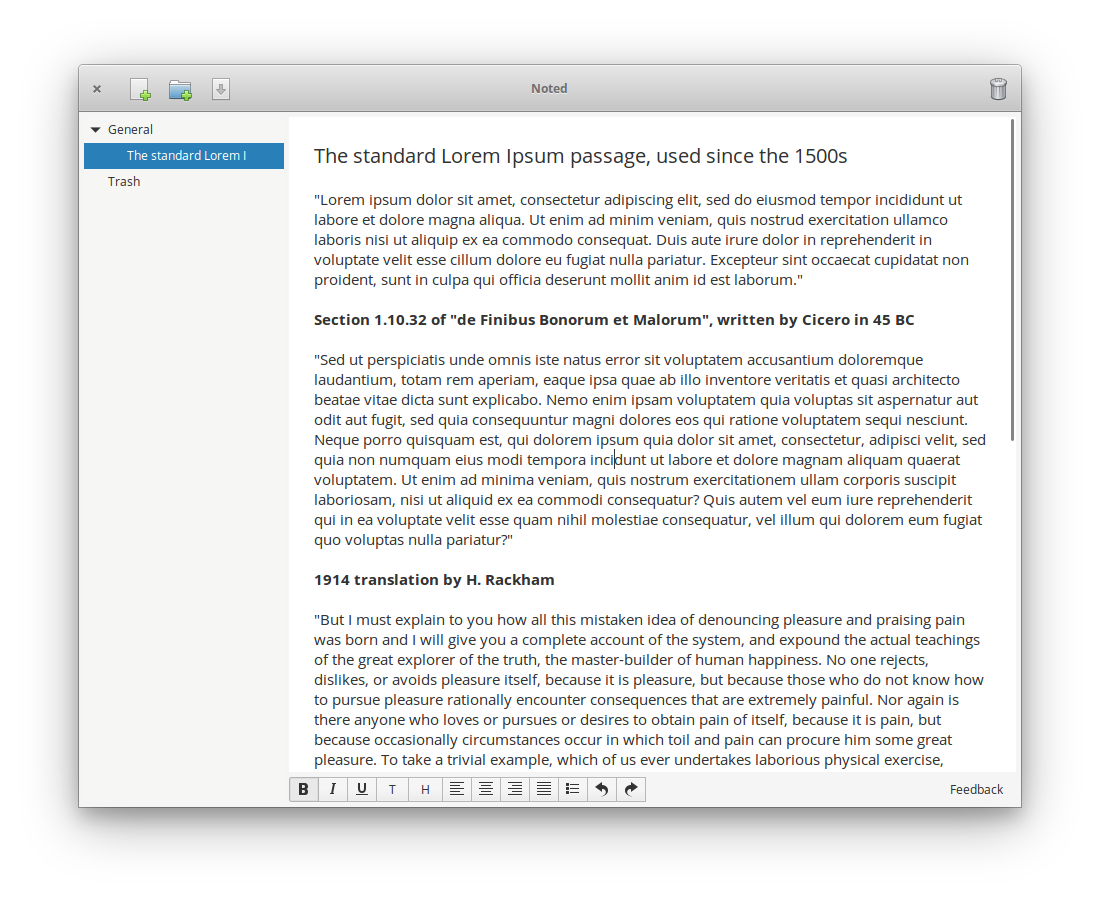 Noted
General
The standard Lorem I
Trash
The standard Lorem Ipsum passage, used since the 1500s
"Lorem ipsum dolor sit amet, consectetur adipiscing elit, sed do eiusmod tempor incididunt ut
labore et dolore magna aliqua. Ut enim ad minim veniam, quis nostrud exercitation ullamco
laboris nisi ut aliquip ex ea commodo consequat. Duis aute irure dolor in reprehenderit in
voluptate velit esse cillum dolore eu fugiat nulla pariatur. Excepteur sint occaecat cupidatat non
proident, sunt in culpa qui officia deserunt mollit anim id est laborum."
Section 1.10.32 of "de Finibus Bonorum et Malorum", written by Cicero in 45 BC
"Sed ut perspiciatis unde omnis iste natus error sit voluptatem accusantium doloremque
laudantium, totam rem aperiam, eaque ipsa quae ab illo inventore veritatis et quasi architecto
beatae vitae dicta sunt explicabo. Nemo enim ipsam voluptatem quia voluptas sit aspernatur aut
odit aut fugit, sed quia consequuntur magni dolores eos qui ratione voluptatem sequi nesciunt.
Neque porro quisquam est, qui dolorem ipsum quia dolor sit amet, consectetur, adipisci velit, sed
quia non numquam eius modi tempora incidunt ut labore et dolore magnam aliquam quaerat
voluptatem. Ut enim ad minima veniam, quis nostrum exercitationem ullam corporis suscipit
laboriosam, nisi ut aliquid ex ea commodi consequatur? Quis autem vel eum iure reprehenderit
qui in ea voluptate velit esse quam nihil molestiae consequatur, vel illum qui dolorem eum fugiat
quo voluptas nulla pariatur?"
1914 translation by H. Rackham
"But I must explain to you how all this mistaken idea of denouncing pleasure and praising pain
was born and I will give you a complete account of the system, and expound the actual teachings
of the great explorer of the truth, the master-builder of human happiness. No one rejects,
dislikes, or avoids pleasure itself, because it is pleasure, but because those who do not know how
to pursue pleasure rationally encounter consequences that are extremely painful. Nor again is
there anyone who loves or pursues or desires to obtain pain of itself, because it is pain, but
because occasionally circumstances occur in which toil and pain can procure him some great
pleasure. To take a trivial example, which of us ever undertakes laborious physical exercise,
B I U T H
Feedback